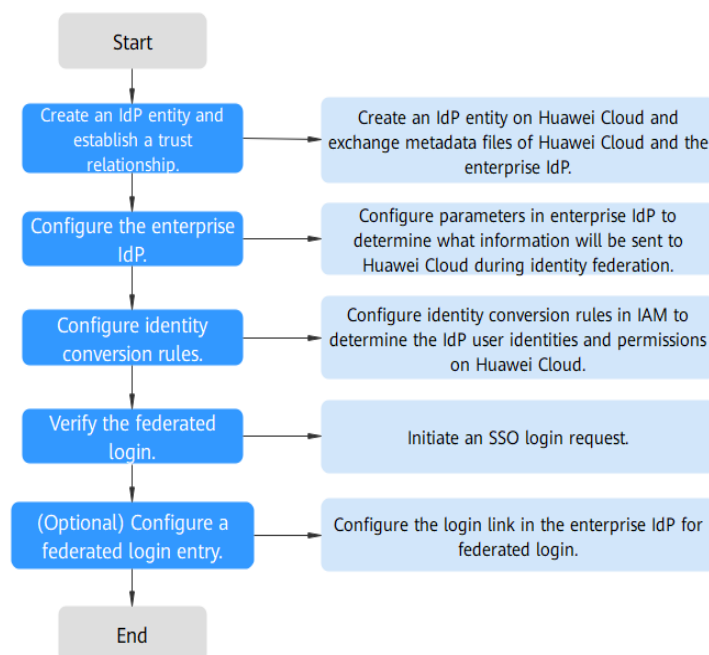 Start
Create an IdP entity and
establish a trust
relationship.
Create an IdP entity on Huawei Cloud and
exchange metadata files of Huawei Cloud and the
enterprise IdP.
Configure the enterprise
IdP.
Configure parameters in enterprise IdP to
determine what information will be sent to
Huawei Cloud during identity federation.
Configure identity
conversion rules.
Configure identity conversion rules in IAM to
determine the IdP user identities and permissions
on Huawei Cloud.
Verify the federated
login.
Initiate an SSO login request.
(Optional) Configure a
federated login entry.
Configure the login link in the enterprise IdP for
federated login.
End